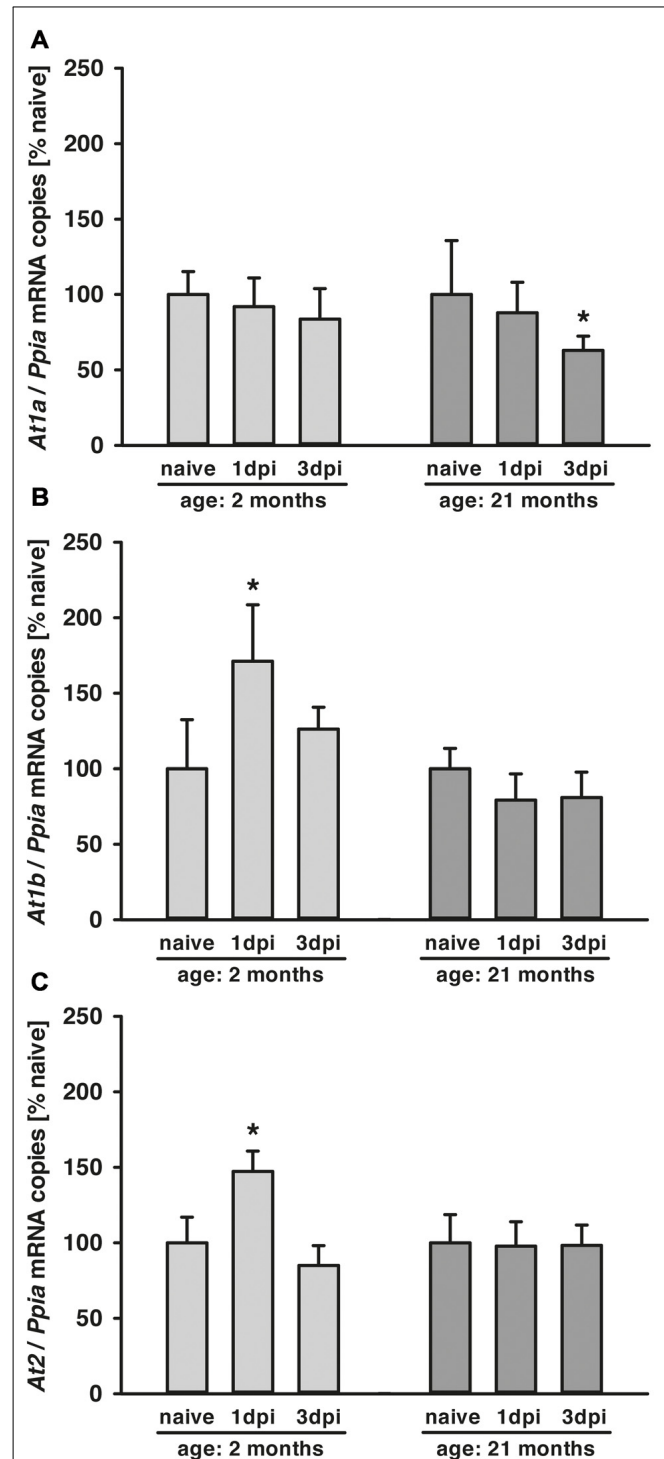 A
At1a / Ppia mRNA copies [% naive]
250
200
150
100
50
0
*
naive 1dpi 3dpi naive 1dpi 3dpi
age: 2 months age: 21 months
B
At1b / Ppia mRNA copies [% naive]
250
200
150
100
50
0
*
naive 1dpi 3dpi naive 1dpi 3dpi
age: 2 months age: 21 months
C
At2 / Ppia mRNA copies [% naive]
250
200
150
100
50
0
*
naive 1dpi 3dpi naive 1dpi 3dpi
age: 2 months age: 21 months